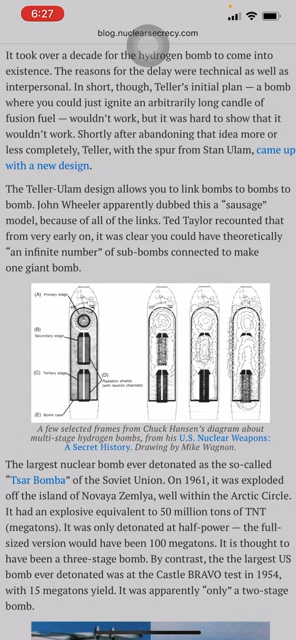 6:27
blog.nuclearsecrecy.com
It took over a decade for the hydrogen bomb to come into
existence. The reasons for the delay were technical as well as
interpersonal. In short, though, Teller’s initial plan — a bomb
where you could just ignite an arbitrarily long candle of
fusion fuel — wouldn’t work, but it was hard to show that it
wouldn’t work. Shortly after abandoning that idea more or
less completely, Teller, with the spur from Stan Ulam, came up
with a new design.
The Teller-Ulam design allows you to link bombs to bombs to
bomb. John Wheeler apparently dubbed this a “sausage”
model, because of all of the links. Ted Taylor recounted that
from very early on, it was clear you could have theoretically
“an infinite number” of sub-bombs connected to make
one giant bomb.
(A) Primary stage
(B)
Secondary stage
(C) Tertiary stage
(D)
Radiation shields
(with neutron channels)
(E) Bomb case
A few selected frames from Chuck Hansen’s diagram about
multi-stage hydrogen bombs, from his U.S. Nuclear Weapons:
A Secret History. Drawing by Mike Wagnon.
The largest nuclear bomb ever detonated as the so-called
“Tsar Bomba” of the Soviet Union. On 1961, it was exploded
off the island of Novaya Zemlya, well within the Arctic Circle.
It had an explosive equivalent to 50 million tons of TNT
(megatons). It was only detonated at half-power — the full-
sized version would have been 100 megatons. It is thought to
have been a three-stage bomb. By contrast, the the largest US
bomb ever detonated was at the Castle BRAVO test in 1954,
with 15 megatons yield. It was apparently “only” a two-stage
bomb.